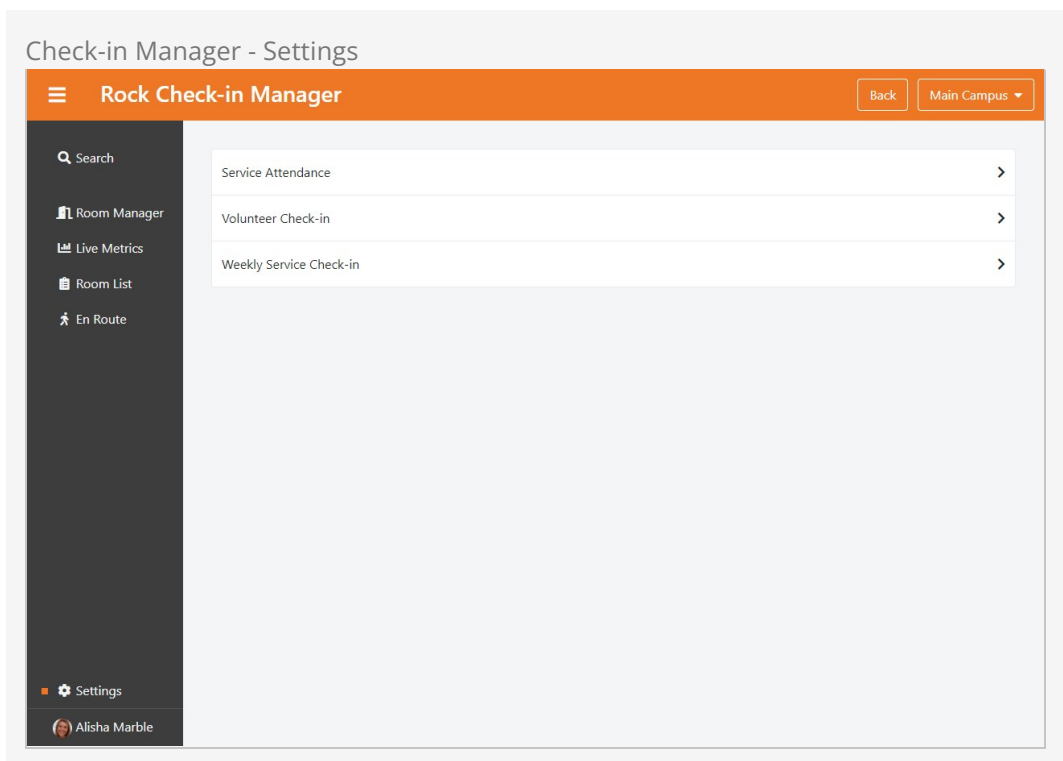 Check-in Manager - Settings
Rock Check-in Manager
Back
Main Campus
Search
Room Manager
Live Metrics
Room List
En Route
Service Attendance
Volunteer Check-in
Weekly Service Check-in
Settings
Alisha Marble